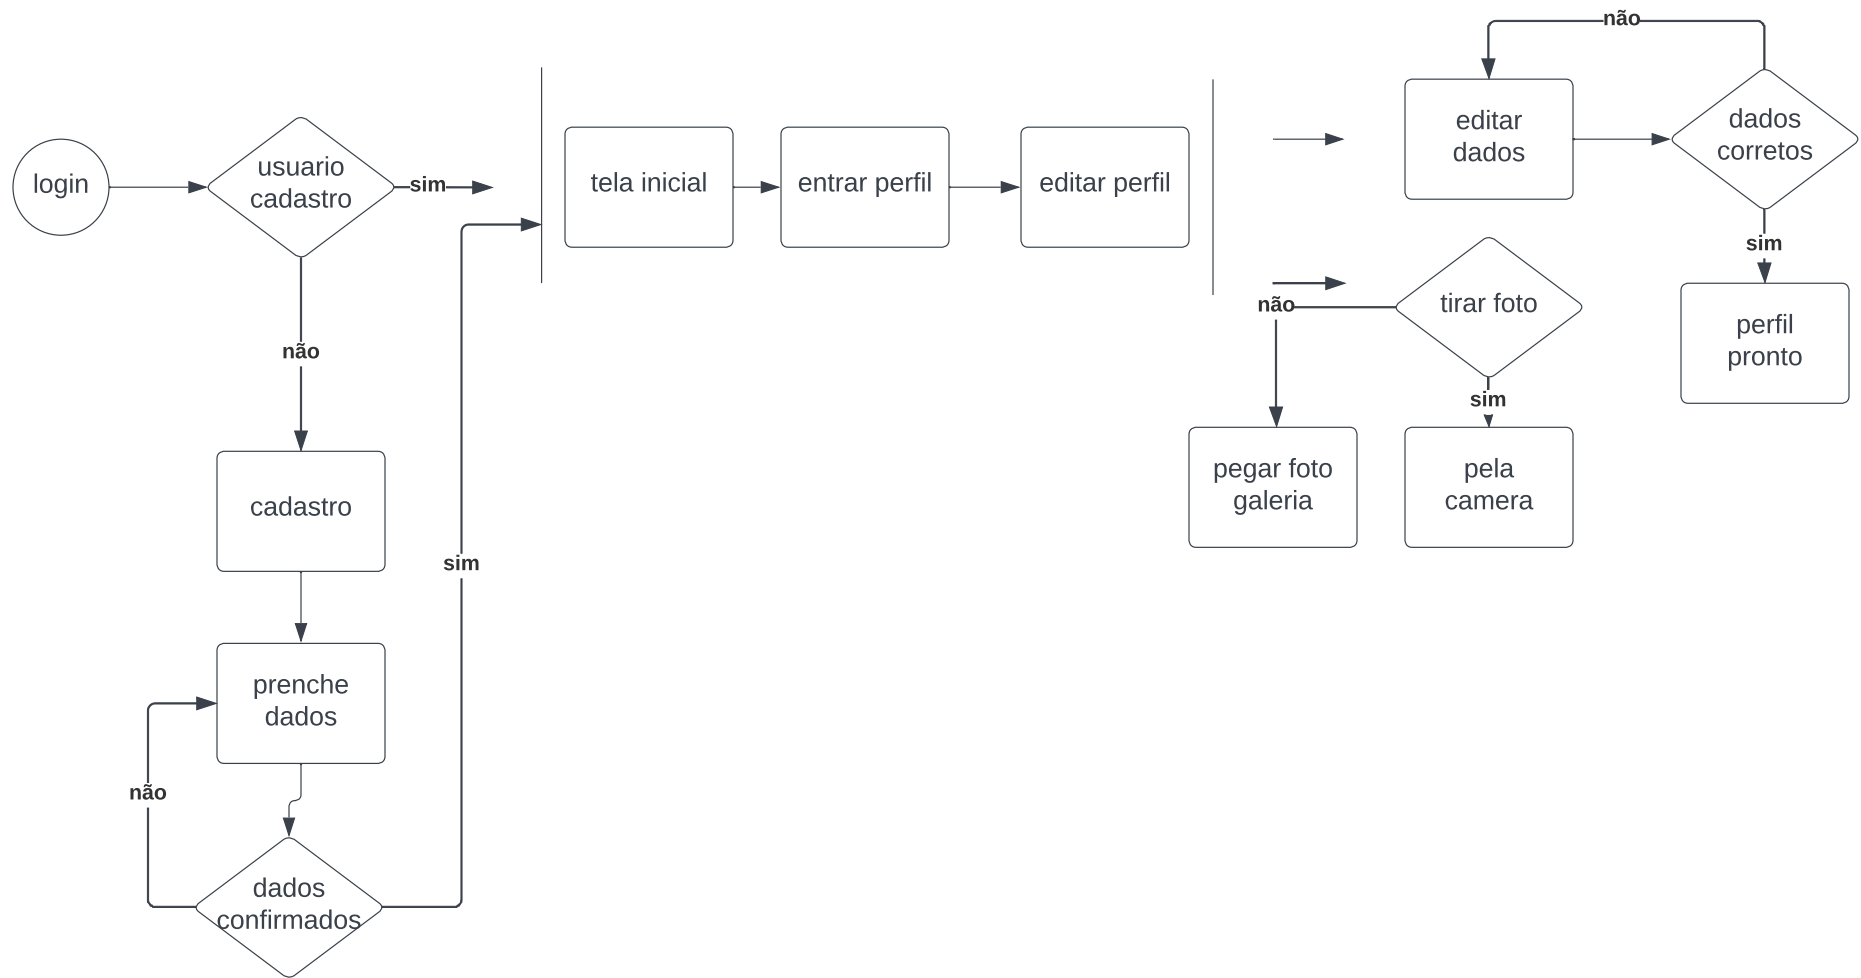 login
usuario
cadastro
sim
não
cadastro
prenche
dados
não
dados
confirmados
sim
tela inicial
entrar perfil
editar perfil
editar
dados
não
dados
corretos
sim
perfil
pronto
tirar foto
não
sim
pegar foto
galeria
pela
camera